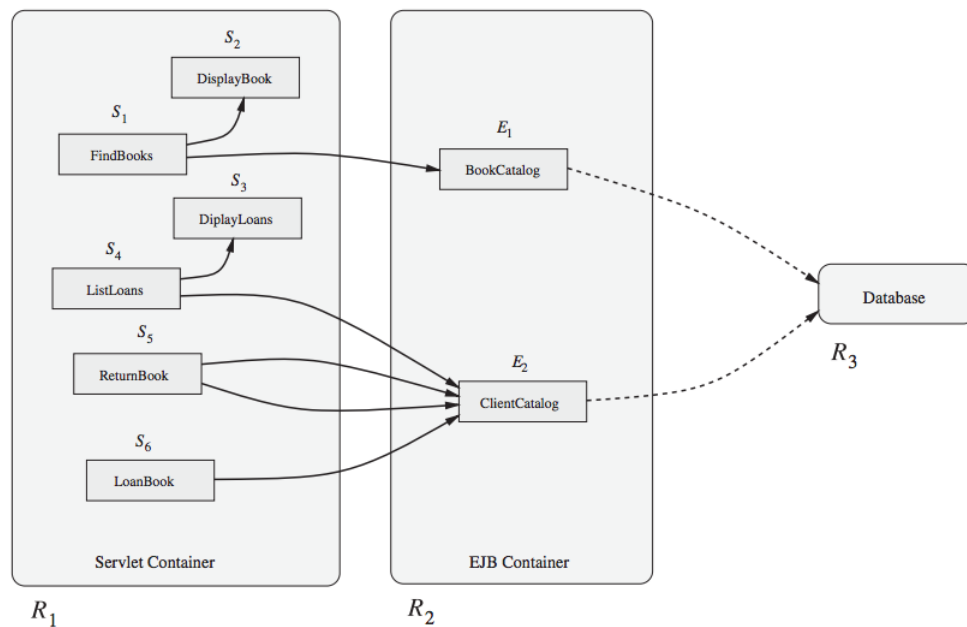 S2
DisplayBook
S1
FindBooks
E1
BookCatalog
S3
DiplayLoans
S4
ListLoans
Database
R3
S5
ReturnBook
E2
ClientCatalog
S6
LoanBook
Servlet Container
EJB Container
R1
R2